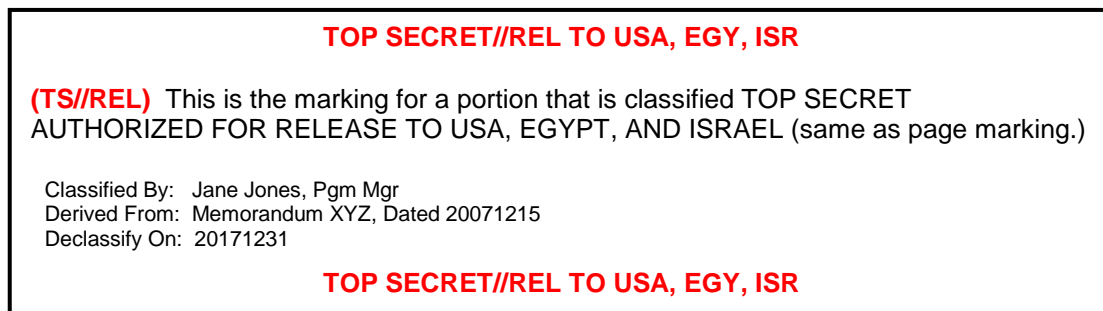 TOP SECRET//REL TO USA, EGY, ISR
(TS//REL) This is the marking for a portion that is classified TOP SECRET
AUTHORIZED FOR RELEASE TO USA, EGYPT, AND ISRAEL (same as page marking.)
Classified By: Jane Jones, Pgm Mgr
Derived From: Memorandum XYZ, Dated 20071215
Declassify On: 20171231
TOP SECRET//REL TO USA, EGY, ISR